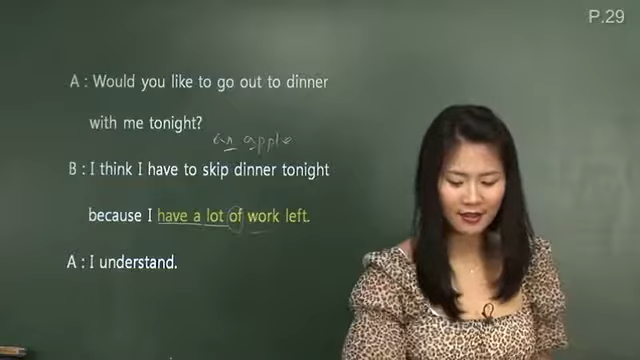 P.29
A : Would you like to go out to dinner
with me tonight?
an apple
B : I think I have to skip dinner tonight
because I have a lot of work left.
A : I understand.